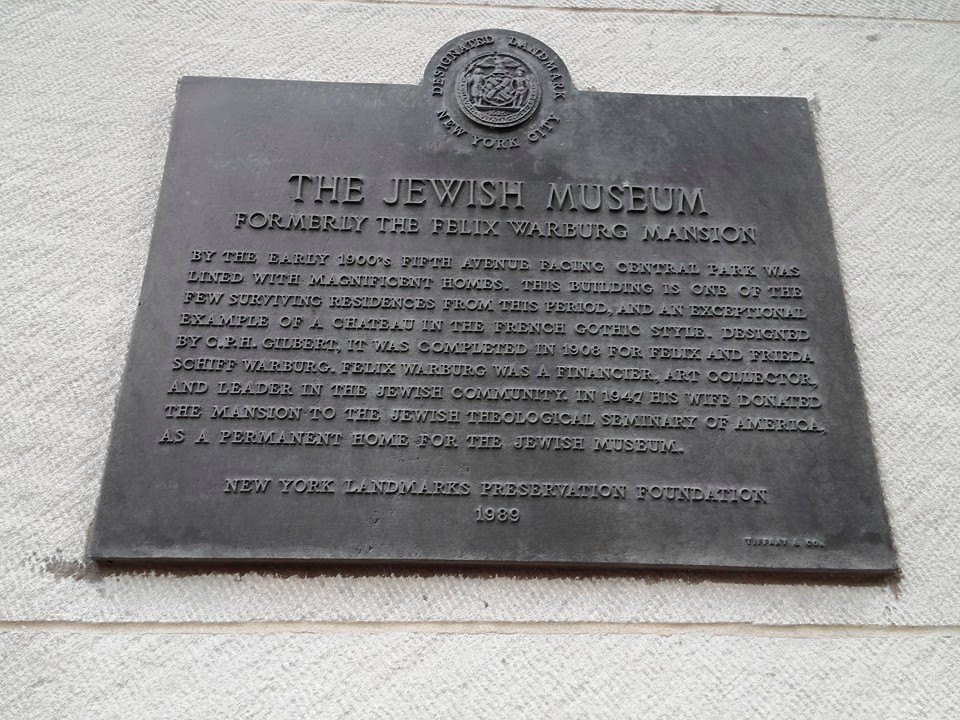 DESIGNATED LANDMARK
NEW YORK CITY
THE JEWISH MUSEUM
FORMERLY THE FELIX WARBURG MANSION
BY THE EARLY 1900'S FIFTH AVENUE FACING CENTRAL PARK WAS
LINED WITH MAGNIFICENT HOMES. THIS BUILDING IS ONE OF THE
FEW SURVIVING RESIDENCES FROM THIS PERIOD, AND AN EXCEPTIONAL
EXAMPLE OF A CHATEAU IN THE FRENCH GOTHIC STYLE. DESIGNED
BY C.P.H. GILBERT, IT WAS COMPLETED IN 1908 FOR FELIX AND FRIEDA
SCHIFF WARBURG. FELIX WARBURG WAS A FINANCIER, ART COLLECTOR,
AND LEADER IN THE JEWISH COMMUNITY. IN 1947 HIS WIFE DONATED
THE MANSION TO THE JEWISH THEOLOGICAL SEMINARY OF AMERICA,
AS A PERMANENT HOME FOR THE JEWISH MUSEUM.
NEW YORK LANDMARKS PRESERVATION FOUNDATION
1989
TIFFANY & CO.